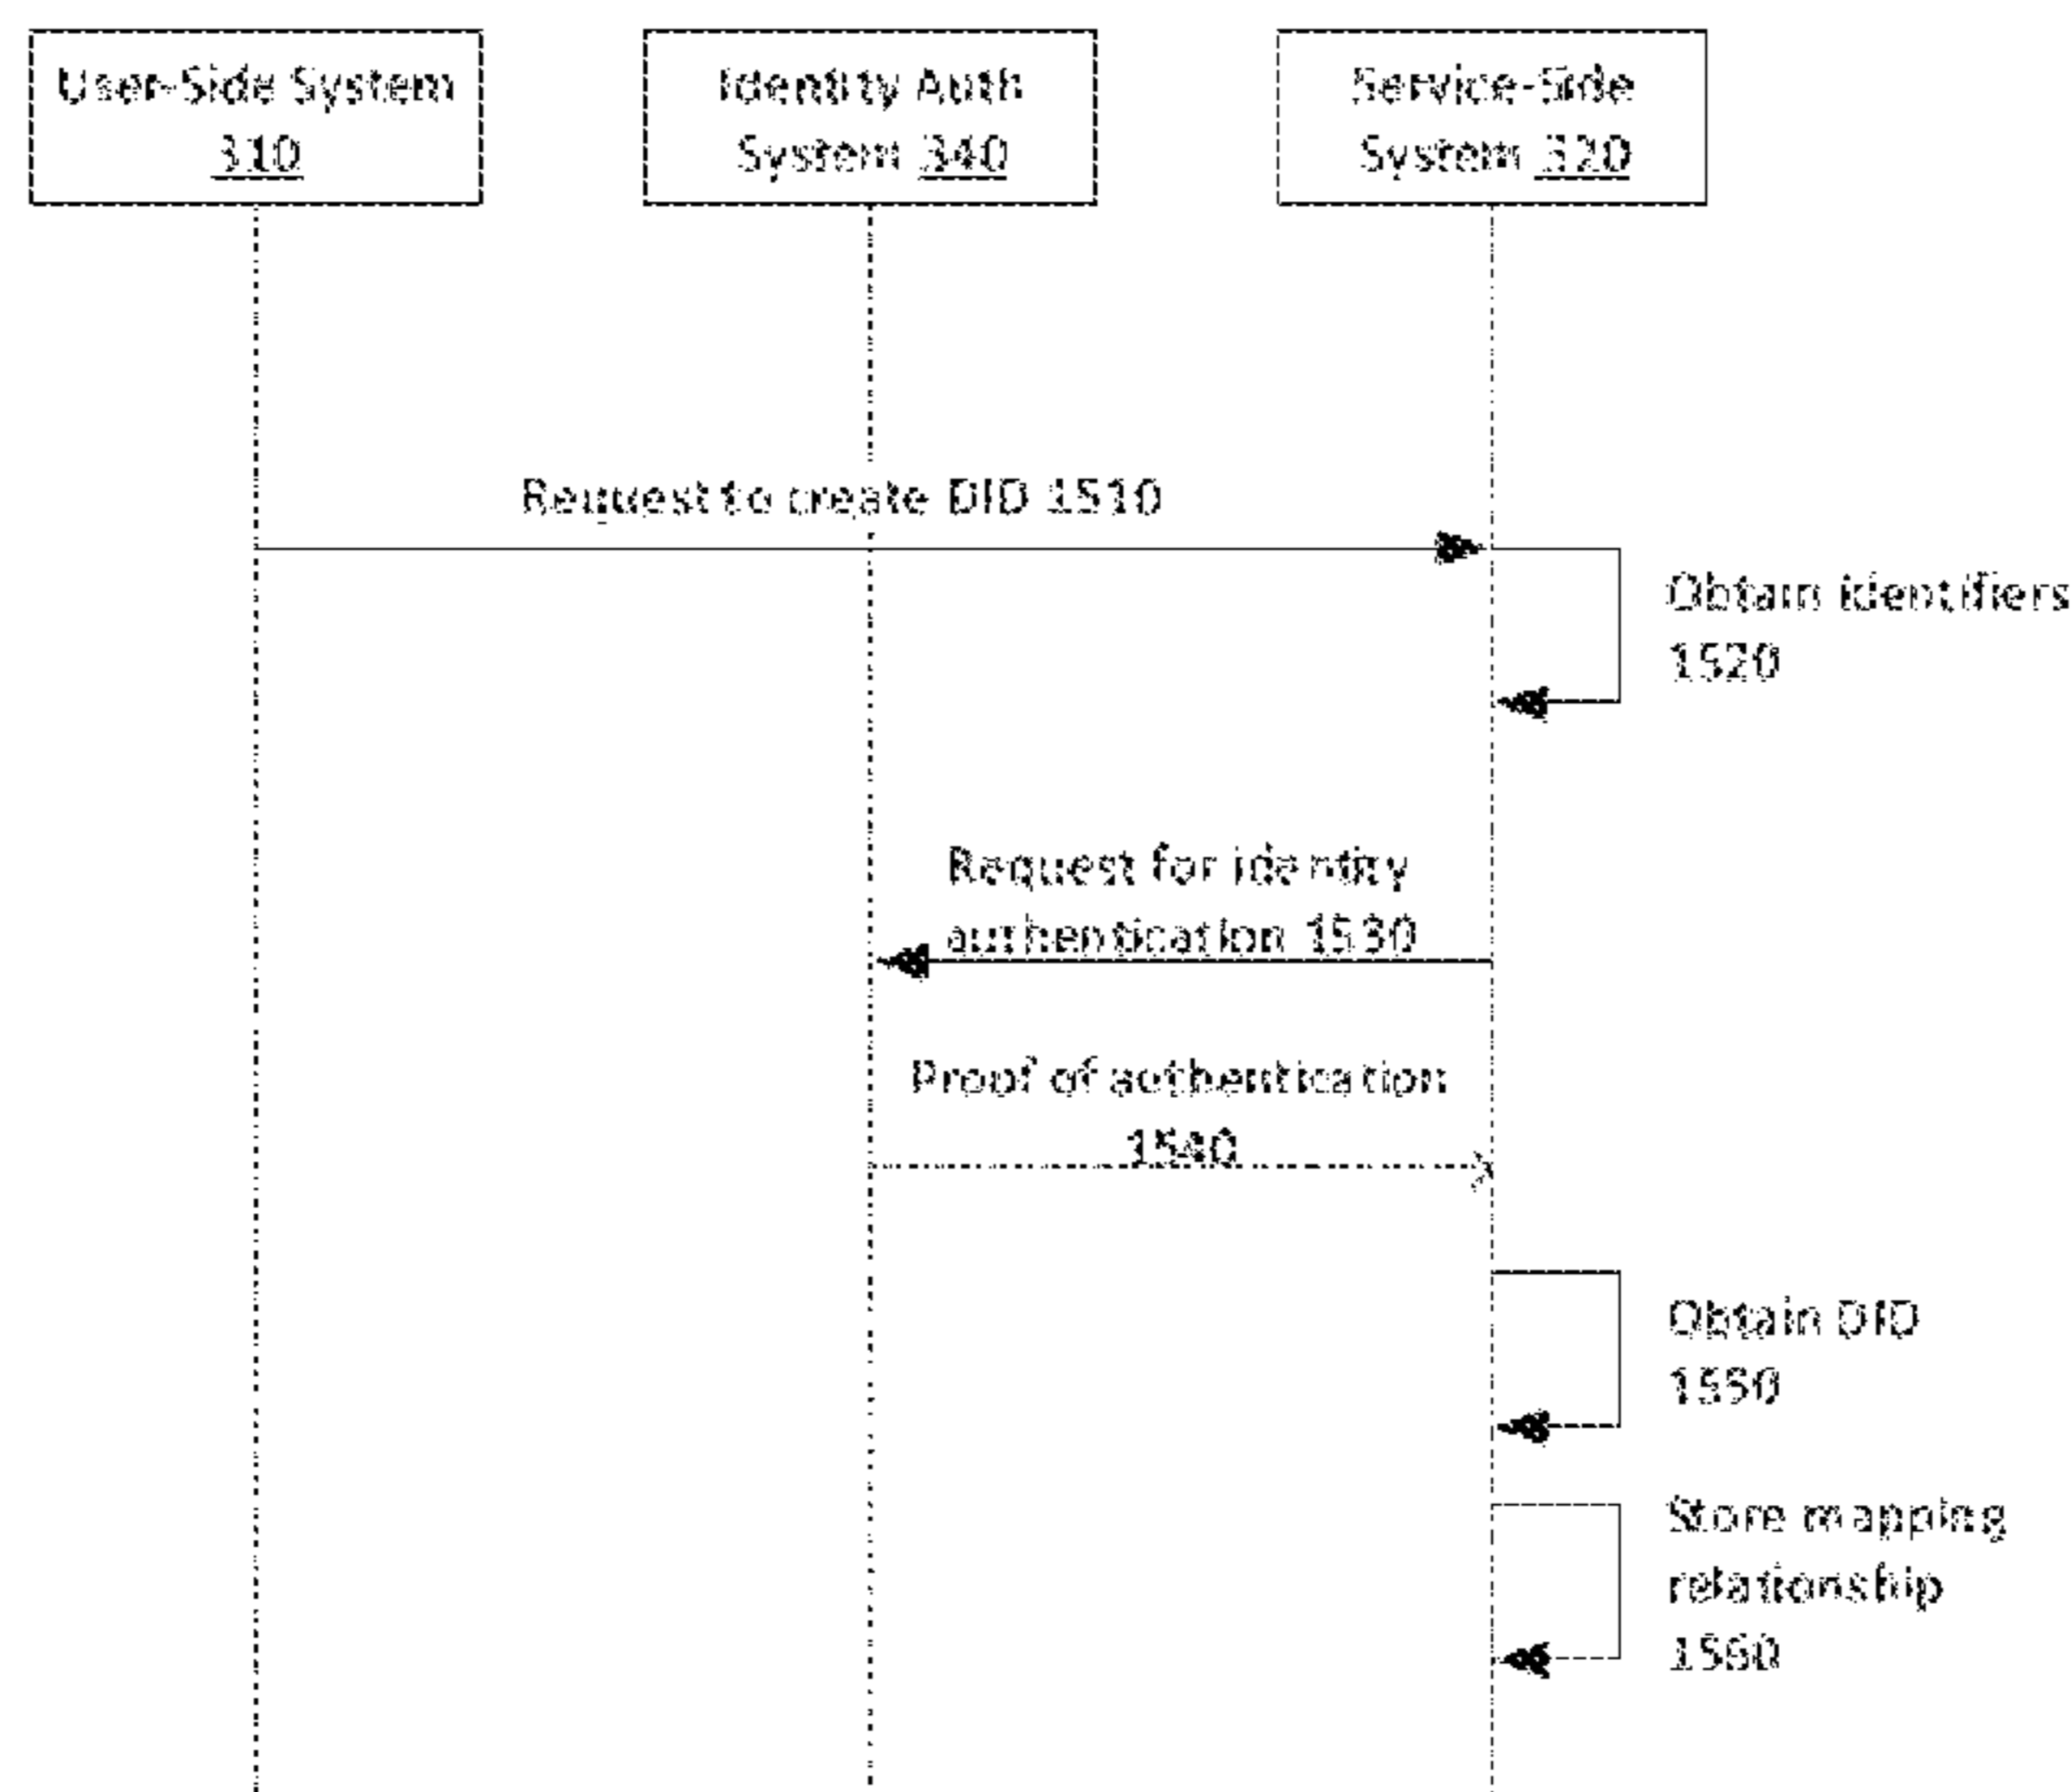 User-Side System
310
Identity Auth
System 340
Service-Side
System 320
Request to create DID 1510
Obtain identifiers
1520
Request for identity
authentication 1530
Proof of authentication
1540
Obtain DID
1550
Store mapping
relationship
1560